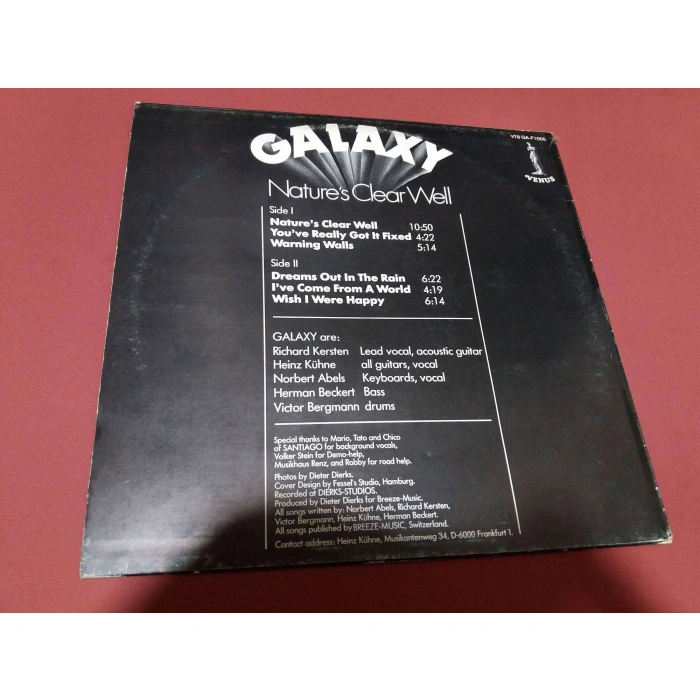 GALAXY
VTS GA-F1005
VENUS
Nature's Clear Well
Side I
Nature's Clear Well 10:50
You've Really Got It Fixed 4:22
Warning Walls 5:14
Side II
Dreams Out In The Rain 6:22
I've Come From A World 4:19
Wish I Were Happy 6:14
GALAXY are:
Richard Kersten Lead vocal, acoustic guitar
Heinz Kühne all guitars, vocal
Norbert Abels Keyboards, vocal
Herman Beckert Bass
Victor Bergmann drums
Special thanks to Mario, Tato and Chico
of SANTIAGO for background vocals,
Volker Stein for Demo-help,
Musikhaus Renz, and Robby for road help.
Photos by Dieter Dierks.
Cover Design by Fessel's Studio, Hamburg.
Recorded at DIERKS-STUDIOS.
Produced by Dieter Dierks for Breeze-Music.
All songs written by: Norbert Abels, Richard Kersten,
Victor Bergmann, Heinz Kühne, Herman Beckert.
All songs published by BREEZE-MUSIC, Switzerland.
Contact address: Heinz Kühne, Musikantenweg 34, D-6000 Frankfurt 1.